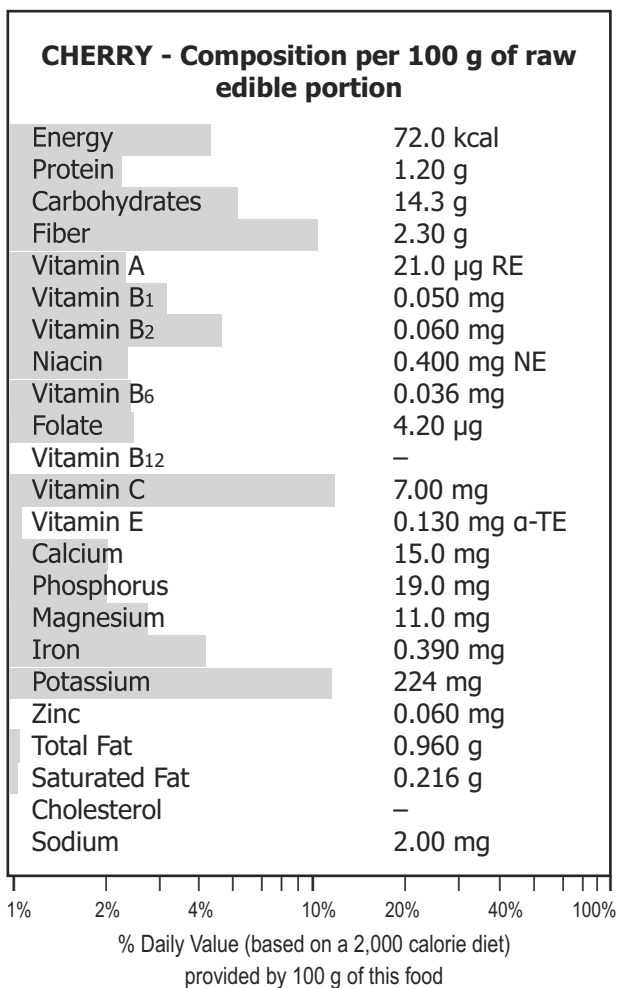 CHERRY - Composition per 100 g of raw
edible portion
Energy 72.0 kcal
Protein 1.20 g
Carbohydrates 14.3 g
Fiber 2.30 g
Vitamin A 21.0 µg RE
Vitamin B1 0.050 mg
Vitamin B2 0.060 mg
Niacin 0.400 mg NE
Vitamin B6 0.036 mg
Folate 4.20 µg
Vitamin B12 –
Vitamin C 7.00 mg
Vitamin E 0.130 mg α-TE
Calcium 15.0 mg
Phosphorus 19.0 mg
Magnesium 11.0 mg
Iron 0.390 mg
Potassium 224 mg
Zinc 0.060 mg
Total Fat 0.960 g
Saturated Fat 0.216 g
Cholesterol –
Sodium 2.00 mg
1% 2% 4% 10% 20% 40% 100%
% Daily Value (based on a 2,000 calorie diet)
provided by 100 g of this food